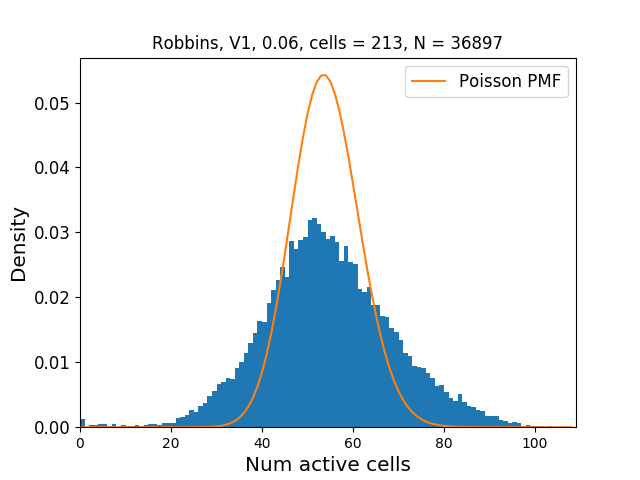 Robbins, V1, 0.06, cells = 213, N = 36897
Poisson PMF
Density
0.05
0.04
0.03
0.02
0.01
0.00
0 20 40 60 80 100
Num active cells